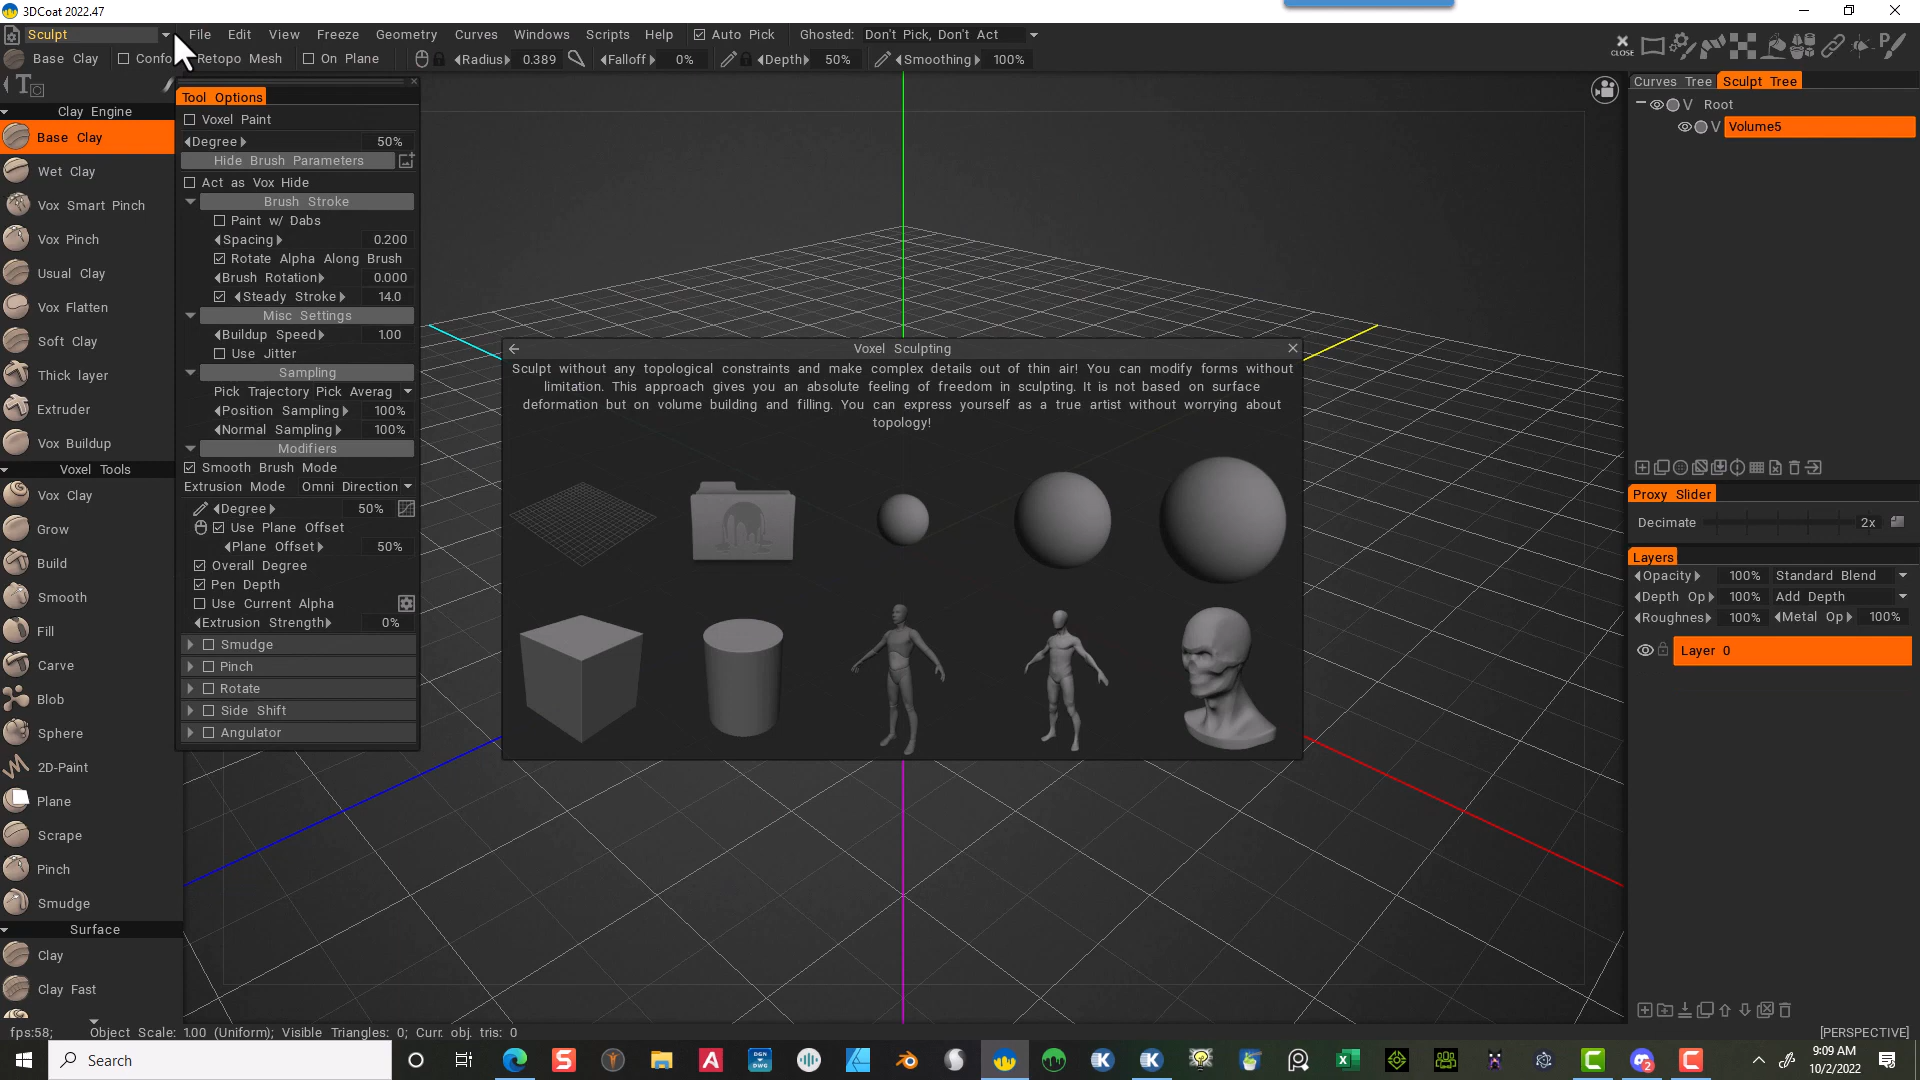 3DCoat 2022.47
Sculpt File Edit View Freeze Geometry Curves Windows Scripts Help Auto Pick Ghosted: Don't Pick, Don't Act
Base Clay Confo Retopo Mesh On Plane Radius 0.389 Falloff 0% Depth 50% Smoothing 100%
CLOSE
Clay Engine
Base Clay
Wet Clay
Vox Smart Pinch
Vox Pinch
Usual Clay
Vox Flatten
Soft Clay
Thick layer
Extruder
Vox Buildup
Voxel Tools
Vox Clay
Grow
Build
Smooth
Fill
Carve
Blob
Sphere
2D-Paint
Plane
Scrape
Pinch
Smudge
Surface
Clay
Clay Fast
Tool Options
Voxel Paint
Degree 50%
Hide Brush Parameters
Act as Vox Hide
Brush Stroke
Paint w/ Dabs
Spacing 0.200
Rotate Alpha Along Brush
Brush Rotation 0.000
Steady Stroke 14.0
Misc Settings
Buildup Speed 1.00
Use Jitter
Sampling
Pick Trajectory Pick Averag
Position Sampling 100%
Normal Sampling 100%
Modifiers
Smooth Brush Mode
Extrusion Mode Omni Direction
Degree 50%
Use Plane Offset
Plane Offset 50%
Overall Degree
Pen Depth
Use Current Alpha
Extrusion Strength 0%
Smudge
Pinch
Rotate
Side Shift
Angulator
Voxel Sculpting
Sculpt without any topological constraints and make complex details out of thin air! You can modify forms without
limitation. This approach gives you an absolute feeling of freedom in sculpting. It is not based on surface
deformation but on volume building and filling. You can express yourself as a true artist without worrying about
topology!
Curves Tree Sculpt Tree
V Root
V Volume5
Proxy Slider
Decimate 2x
Layers
Opacity 100% Standard Blend
Depth Op 100% Add Depth
Roughnes 100% Metal Op 100%
Layer 0
[PERSPECTIVE]
fps:58; Object Scale: 1.00 (Uniform); Visible Triangles: 0; Curr. obj. tris: 0
Search
9:09 AM
10/2/2022